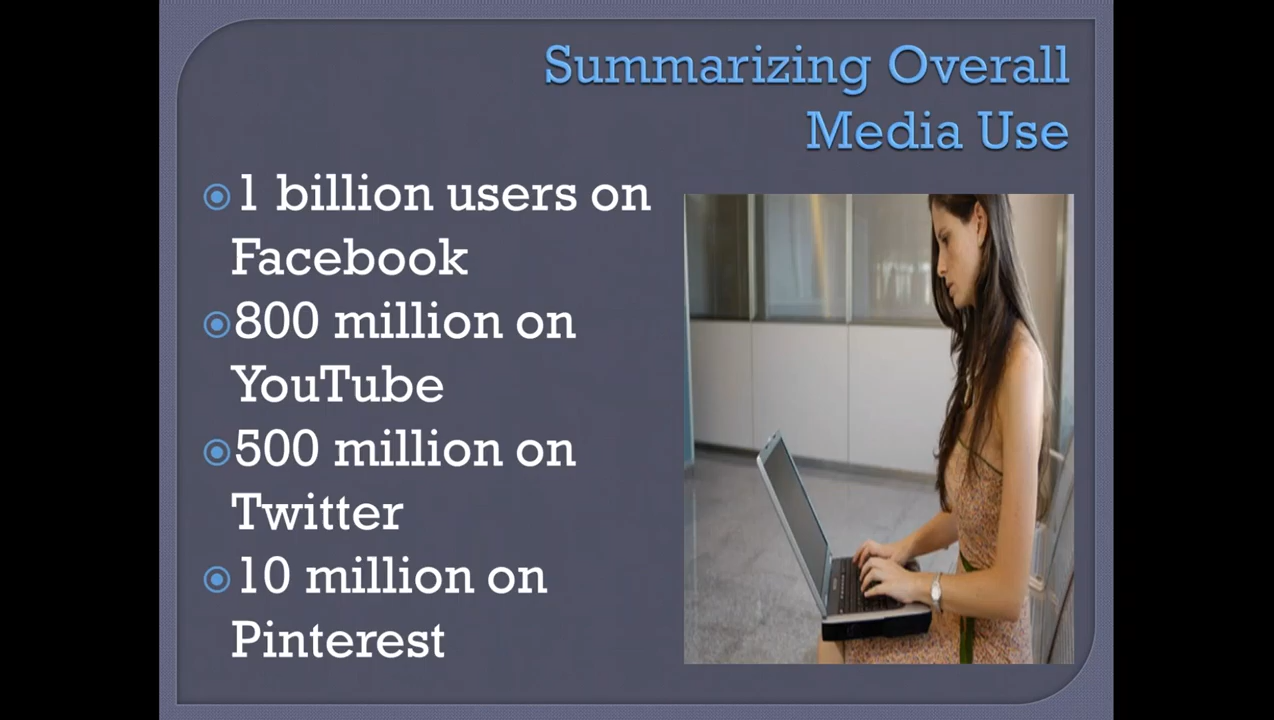 Summarizing Overall
Media Use
1 billion users on
Facebook
800 million on
YouTube
500 million on
Twitter
10 million on
Pinterest